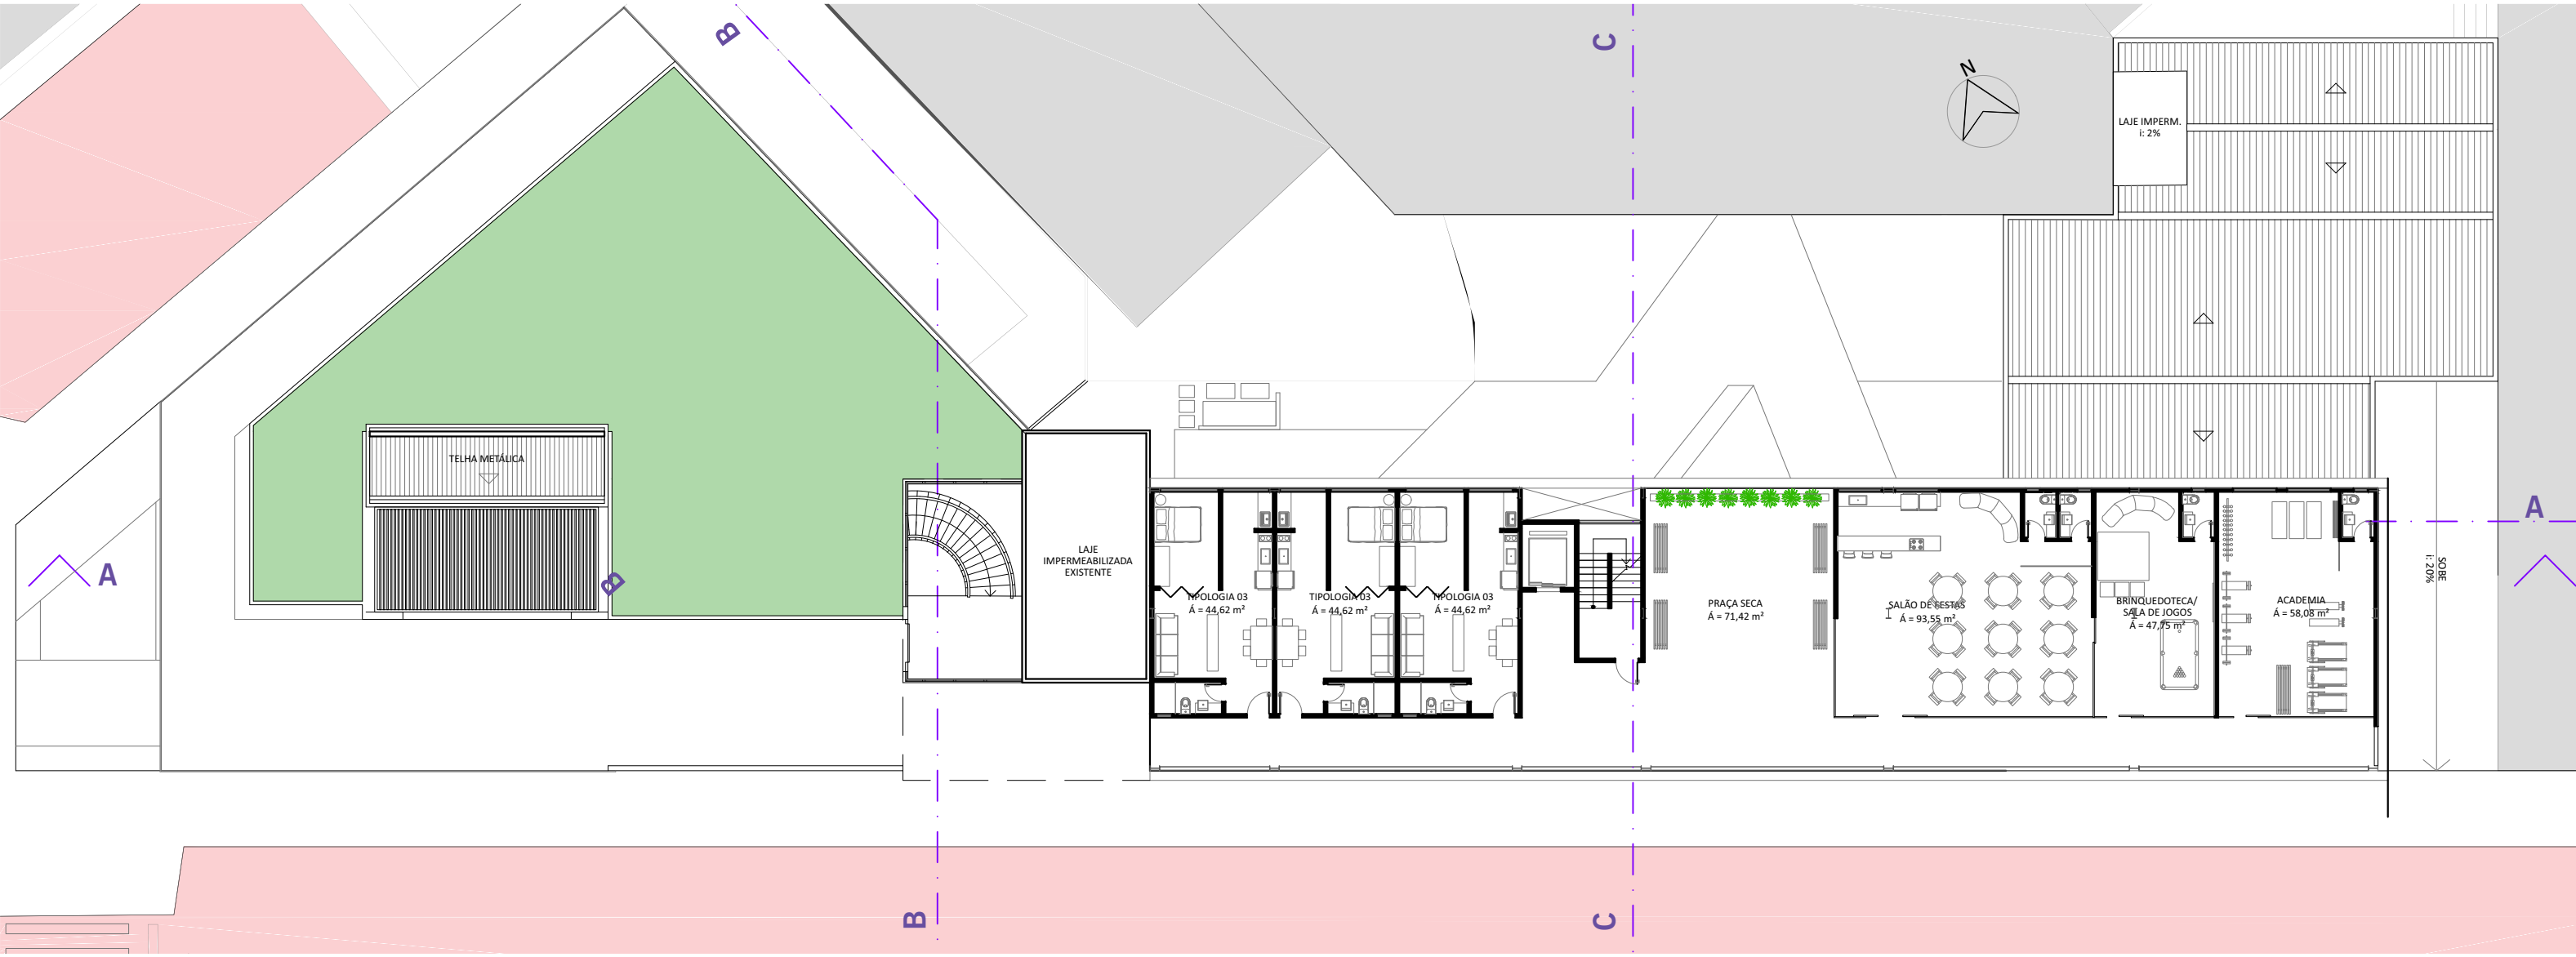 B
C
N
LAJE IMPERM.
i: 2%
TELHA METÁLICA
A
A
B
LAJE
IMPERMEABILIZADA
EXISTENTE
TIPOLOGIA 03
Á = 44,62 m²
TIPOLOGIA 03
Á = 44,62 m²
TIPOLOGIA 03
Á = 44,62 m²
PRAÇA SECA
Á = 71,42 m²
SALÃO DE FESTAS
Á = 93,55 m²
BRINQUEDOTECA/
SALA DE JOGOS
Á = 47,75 m²
ACADEMIA
Á = 58,08 m²
SOBE
i: 20%
B
C